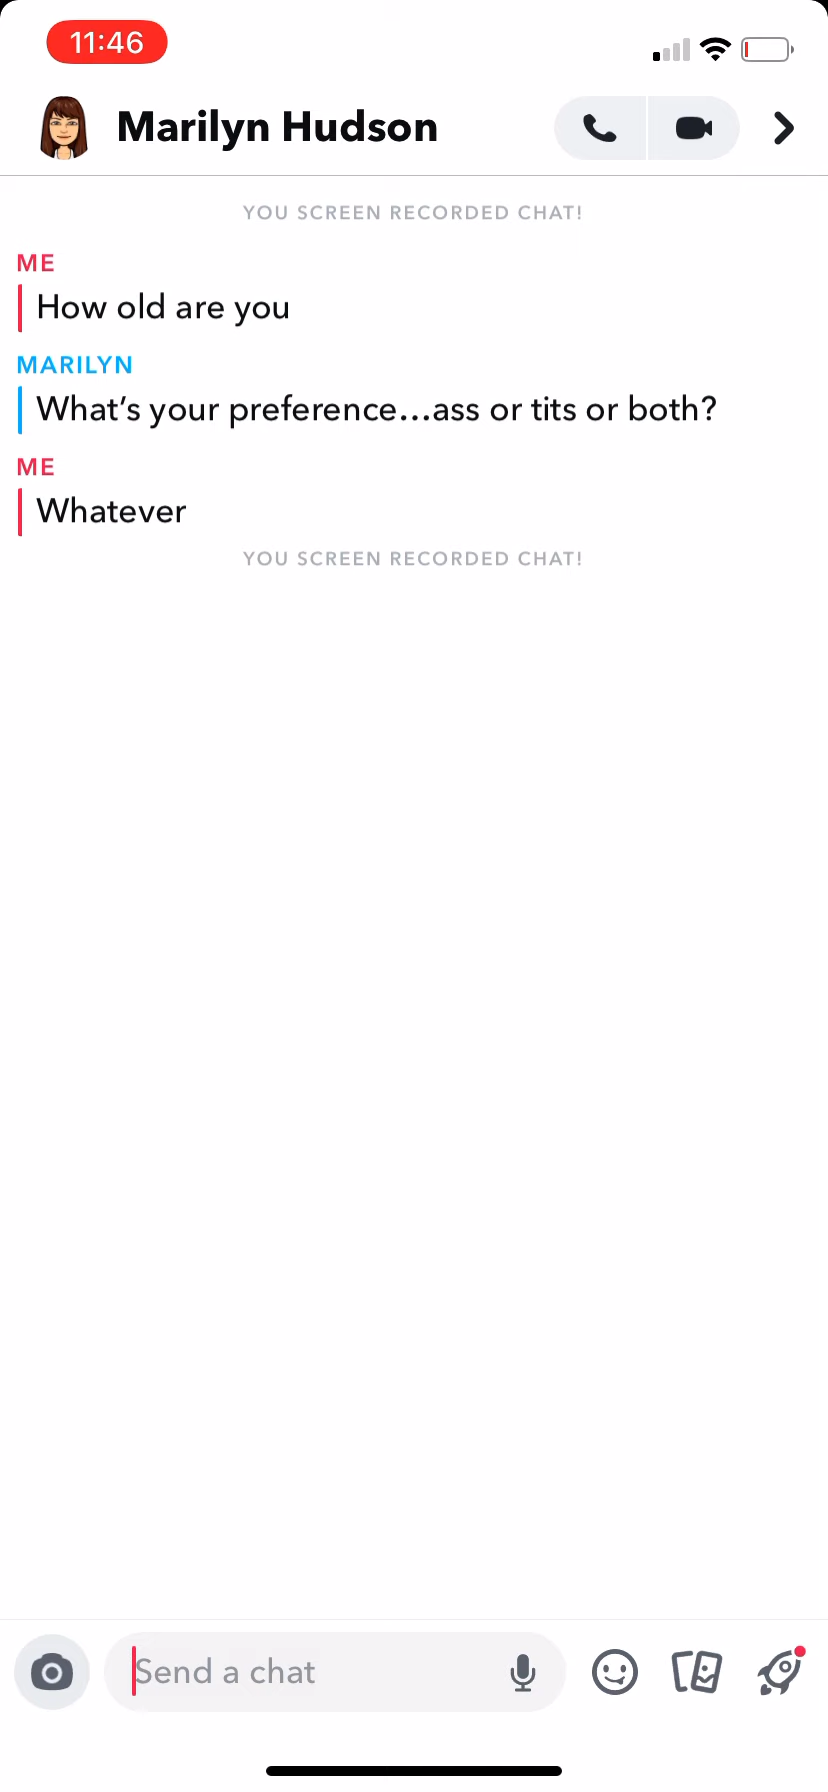 11:46
Marilyn Hudson
YOU SCREEN RECORDED CHAT!
ME
How old are you
MARILYN
What's your preference...ass or tits or both?
ME
Whatever
YOU SCREEN RECORDED CHAT!
Send a chat